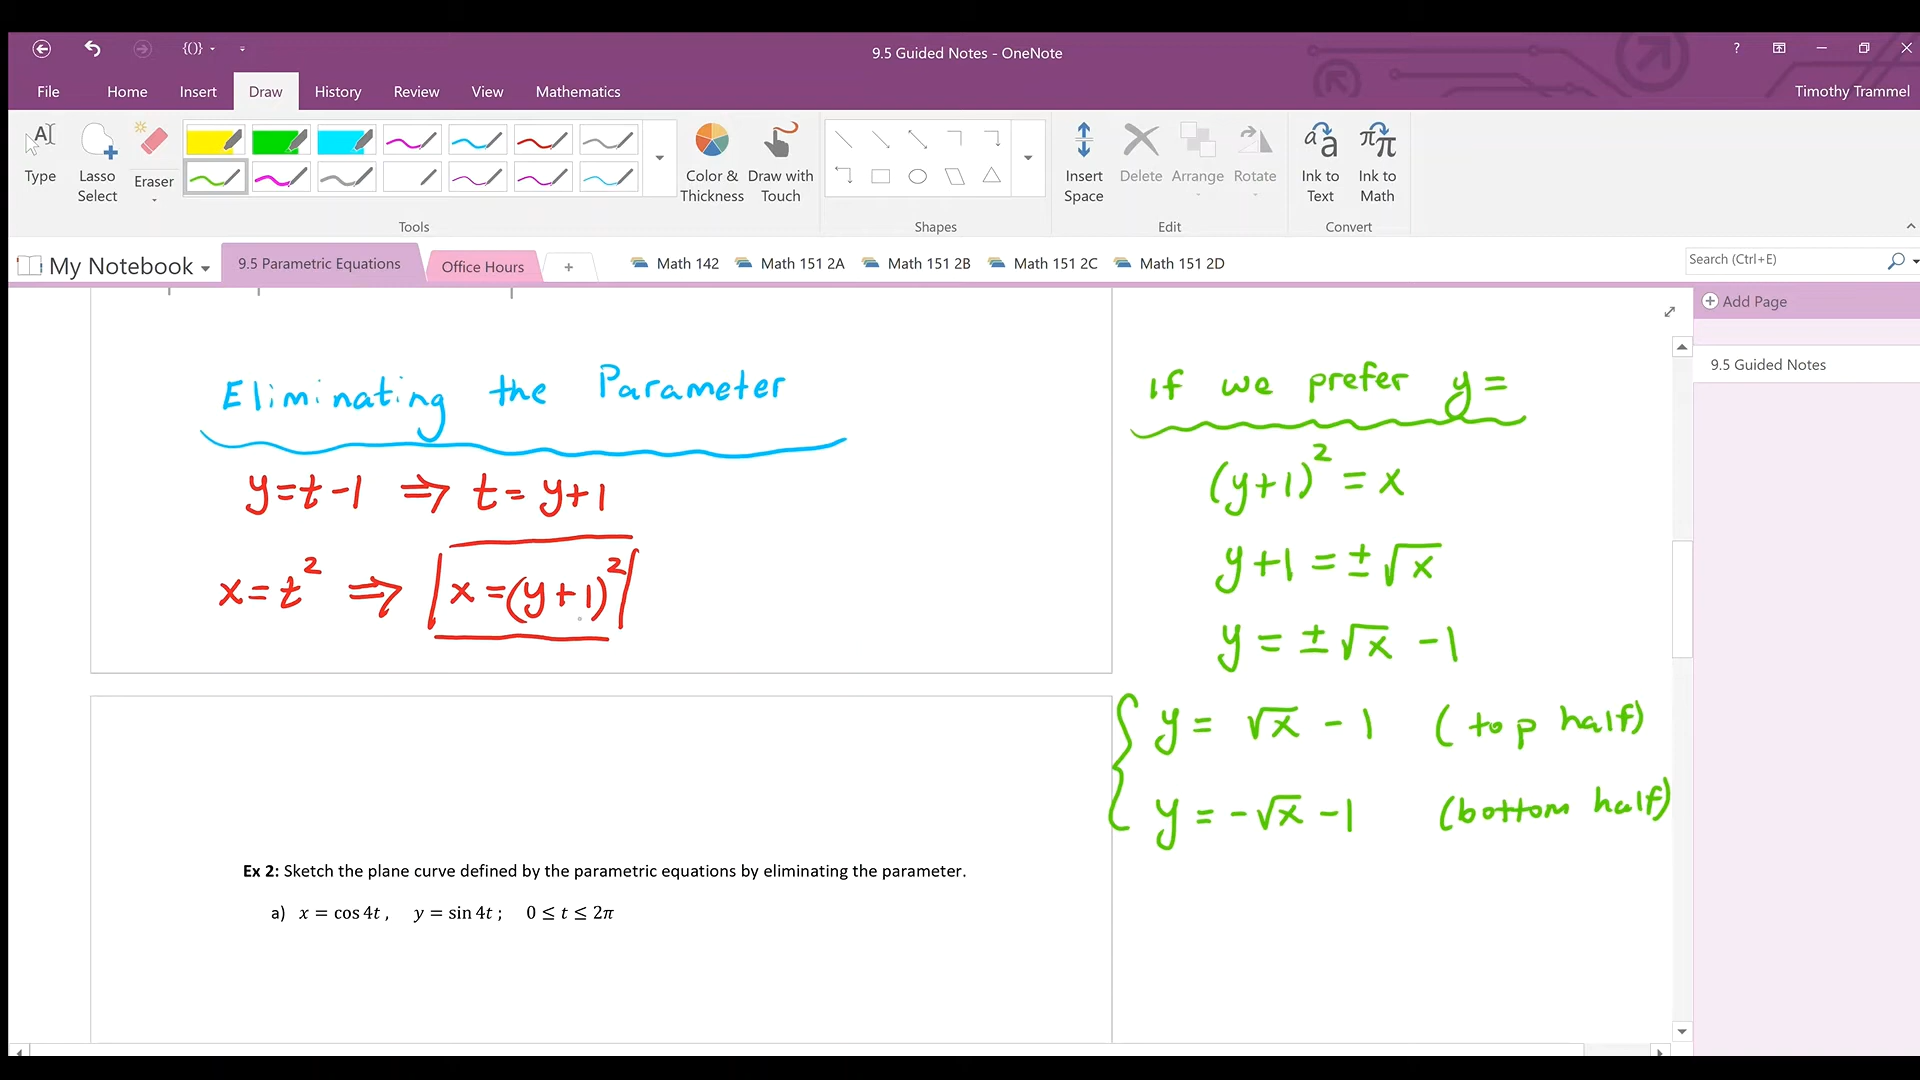 9.5 Guided Notes - OneNote
File Home Insert Draw History Review View Mathematics Timothy Trammel
Type Lasso Select Eraser Color & Thickness Draw with Touch Insert Space Delete Arrange Rotate Ink to Text Ink to Math
Tools Shapes Edit Convert
My Notebook 9.5 Parametric Equations Office Hours + Math 142 Math 151 2A Math 151 2B Math 151 2C Math 151 2D Search (Ctrl+E)
Add Page
9.5 Guided Notes
Eliminating the Parameter
y=t-1 ⇒ t=y+1
x=t² ⇒ x=(y+1)²
If we prefer y=
(y+1)² = x
y+1 = ±√x
y = ±√x -1
y = √x - 1 (top half)
y = -√x -1 (bottom half)
Ex 2: Sketch the plane curve defined by the parametric equations by eliminating the parameter.
a) x = cos 4t , y = sin 4t ; 0 ≤ t ≤ 2π